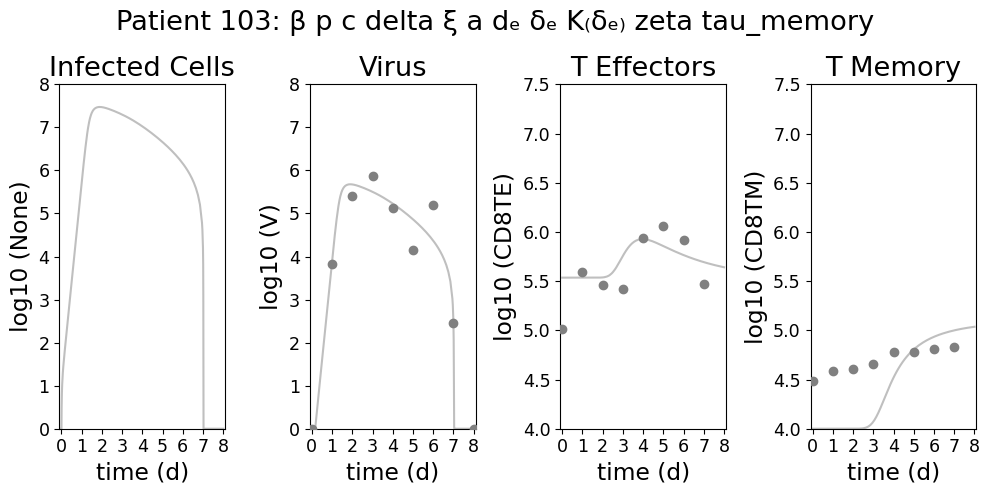 Patient 103: β p c delta ξ a dₑ δₑ K₍δₑ₎ zeta tau_memory
Infected Cells
Virus
T Effectors
T Memory
log10 (None)
8
7
6
5
4
3
2
1
0
0 1 2 3 4 5 6 7 8
time (d)
log10 (V)
8
7
6
5
4
3
2
1
0
0 1 2 3 4 5 6 7 8
time (d)
log10 (CD8TE)
7.5
7.0
6.5
6.0
5.5
5.0
4.5
4.0
0 1 2 3 4 5 6 7 8
time (d)
log10 (CD8TM)
7.5
7.0
6.5
6.0
5.5
5.0
4.5
4.0
0 1 2 3 4 5 6 7 8
time (d)